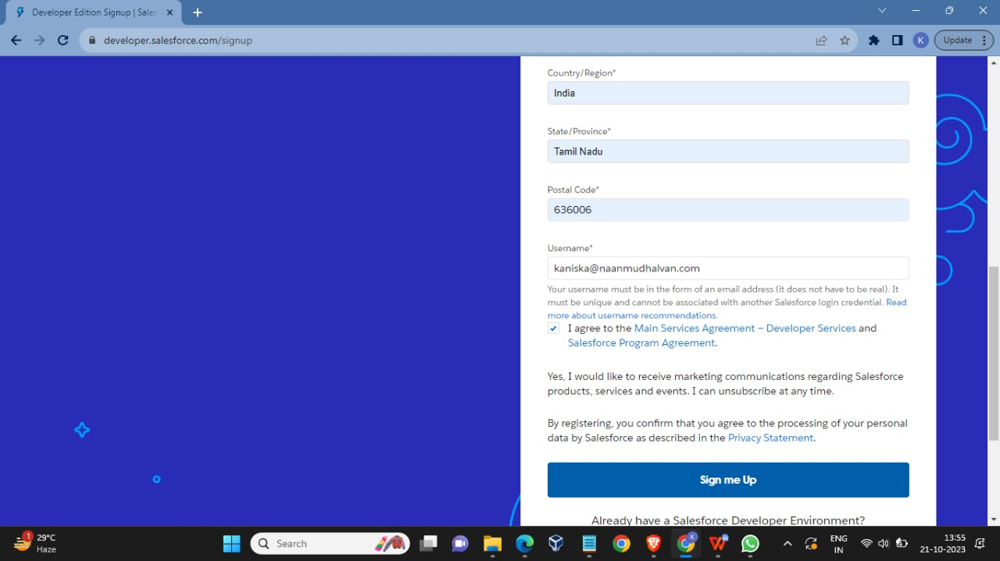 Developer Edition Signup | Sales
developer.salesforce.com/signup
K
Update
Country/Region*
India
State/Province*
Tamil Nadu
Postal Code*
636006
Username*
kaniska@naanmudhalvan.com
Your username must be in the form of an email address (it does not have to be real). It
must be unique and cannot be associated with another Salesforce login credential. Read
more about username recommendations.
I agree to the Main Services Agreement – Developer Services and
Salesforce Program Agreement.
Yes, I would like to receive marketing communications regarding Salesforce
products, services and events. I can unsubscribe at any time.
By registering, you confirm that you agree to the processing of your personal
data by Salesforce as described in the Privacy Statement.
Sign me Up
Already have a Salesforce Developer Environment?
1
29°C
Haze
Search
K
W
ENG
IN
13:55
21-10-2023